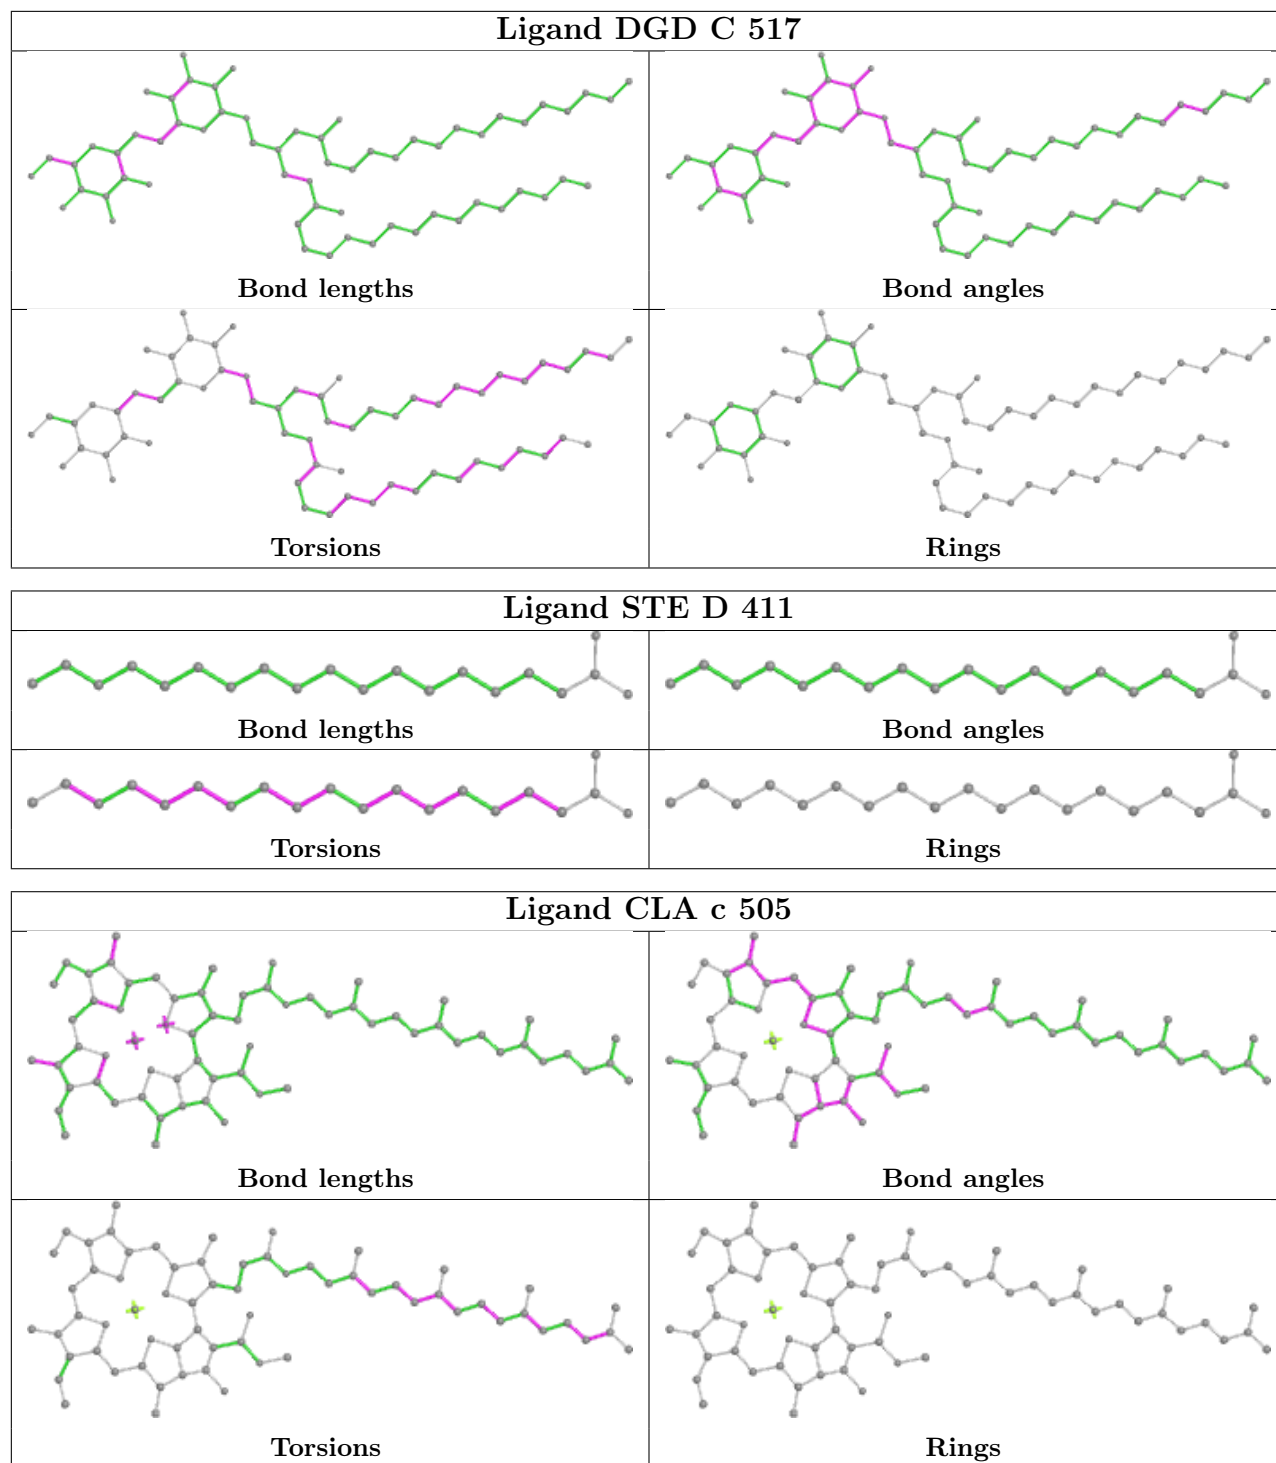 Ligand DGD C 517
Bond lengths
Bond angles
Torsions
Rings
Ligand STE D 411
Bond lengths
Bond angles
Torsions
Rings
Ligand CLA c 505
Bond lengths
Bond angles
Torsions
Rings